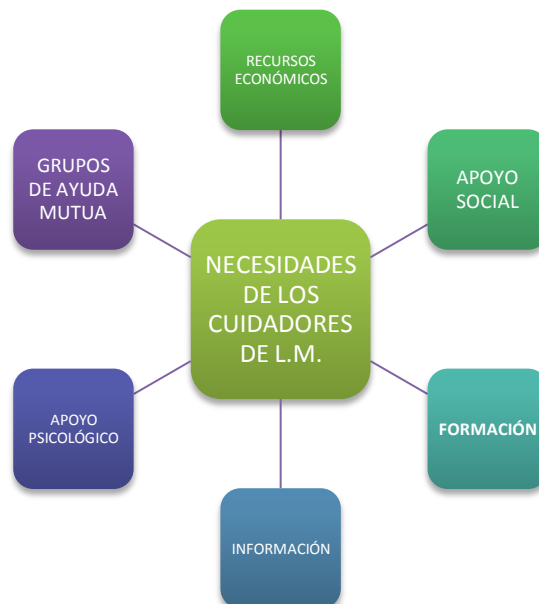 RECURSOS
ECONÓMICOS
GRUPOS
DE AYUDA
MUTUA
APOYO
SOCIAL
NECESIDADES
DE LOS
CUIDADORES
DE L.M.
APOYO
PSICOLÓGICO
FORMACIÓN
INFORMACIÓN